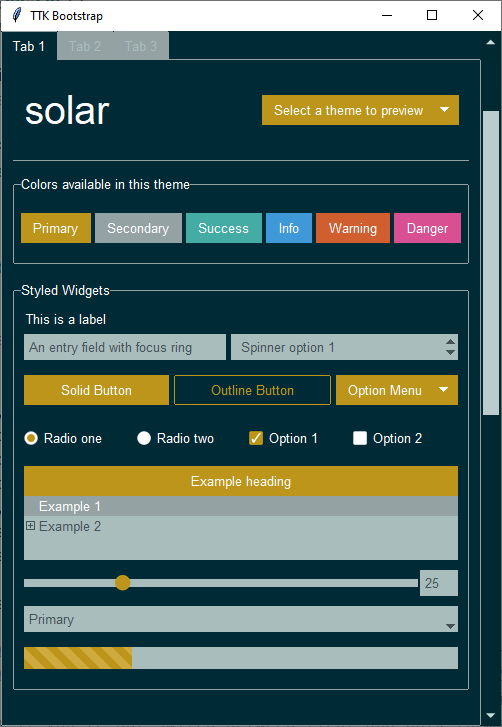 TTK Bootstrap
Tab 1 Tab 2 Tab 3
solar
Select a theme to preview
Colors available in this theme
Primary Secondary Success Info Warning Danger
Styled Widgets
This is a label
An entry field with focus ring Spinner option 1
Solid Button Outline Button Option Menu
Radio one Radio two Option 1 Option 2
Example heading
Example 1
Example 2
25
Primary